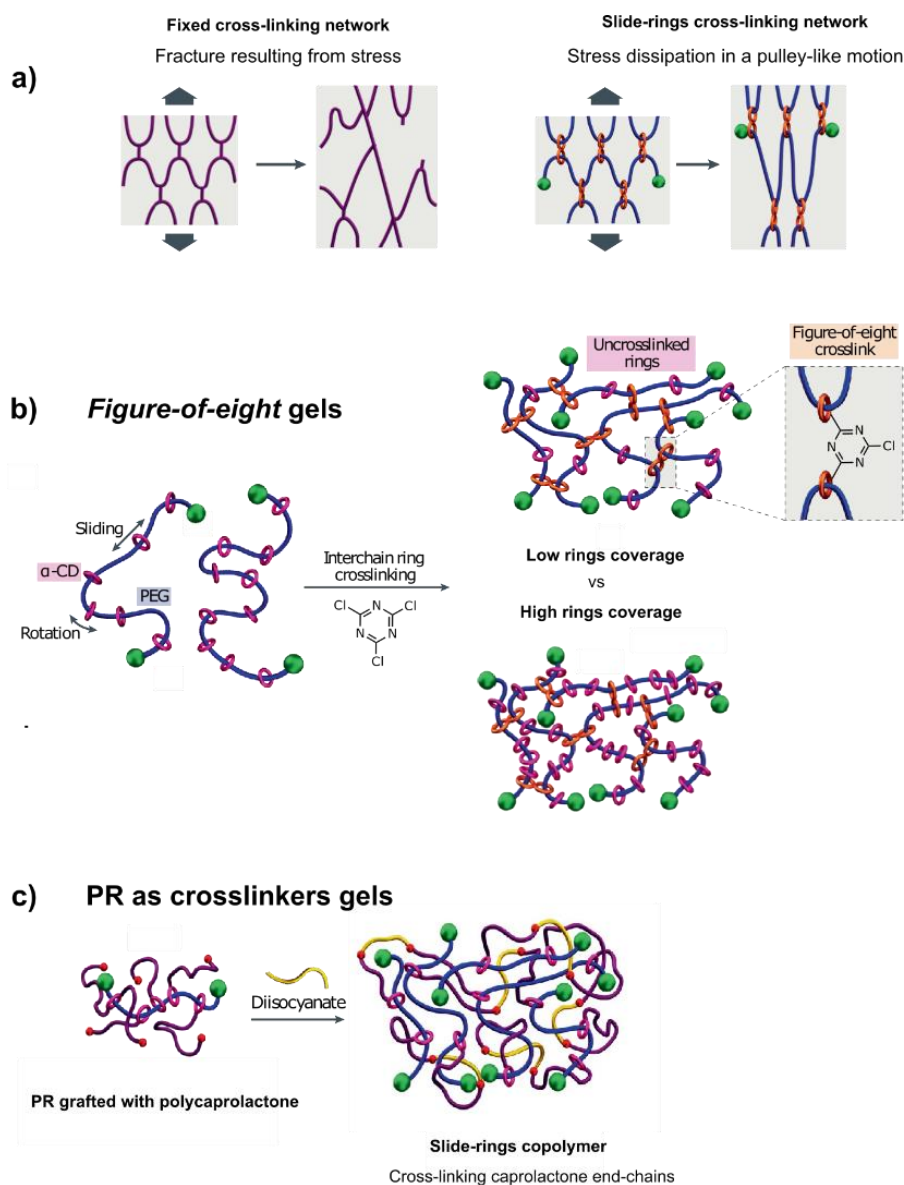 Fixed cross-linking network
Fracture resulting from stress
Slide-rings cross-linking network
Stress dissipation in a pulley-like motion
a)
b)
Figure-of-eight gels
Uncrosslinked
rings
Figure-of-eight
crosslink
N
N
N
Cl
Sliding
α-CD
PEG
Rotation
Interchain ring
crosslinking
Cl
N
Cl
N
N
Cl
Low rings coverage
vs
High rings coverage
-
c)
PR as crosslinkers gels
Diisocyanate
PR grafted with polycaprolactone
Slide-rings copolymer
Cross-linking caprolactone end-chains